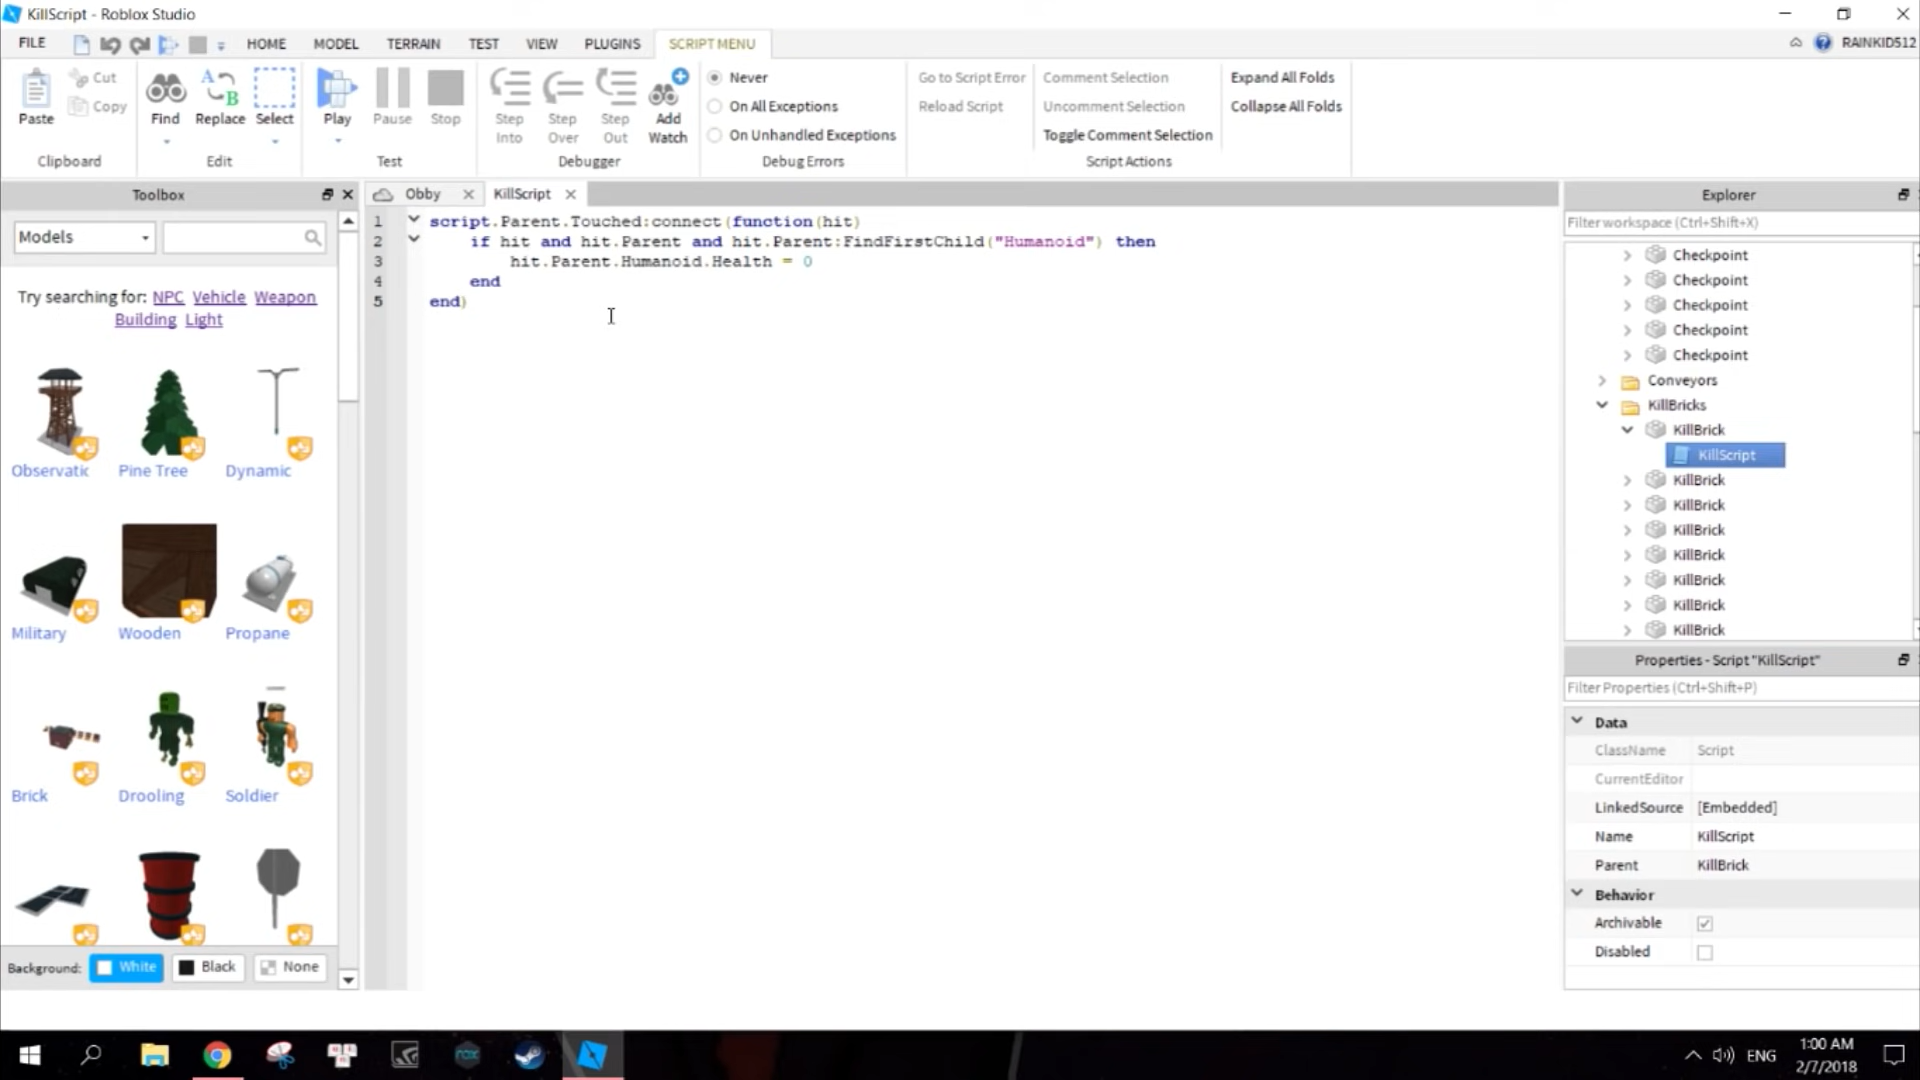 KillScript - Roblox Studio
FILE
HOME
MODEL
TERRAIN
TEST
VIEW
PLUGINS
SCRIPT MENU
RAINKID512
Paste
Cut
Copy
Clipboard
Find
Replace
Select
Edit
Play
Pause
Stop
Test
Step Into
Step Over
Step Out
Add Watch
Debugger
Never
On All Exceptions
On Unhandled Exceptions
Debug Errors
Go to Script Error
Reload Script
Comment Selection
Uncomment Selection
Toggle Comment Selection
Script Actions
Expand All Folds
Collapse All Folds
Toolbox
Models
Try searching for: NPC Vehicle Weapon
Building Light
Observatic
Pine Tree
Dynamic
Military
Wooden
Propane
Brick
Drooling
Soldier
Background: White Black None
Obby
KillScript
1 script.Parent.Touched:connect(function(hit)
2 if hit and hit.Parent and hit.Parent:FindFirstChild("Humanoid") then
3 hit.Parent.Humanoid.Health = 0
4 end
5 end)
Explorer
Filter workspace (Ctrl+Shift+X)
Checkpoint
Checkpoint
Checkpoint
Checkpoint
Checkpoint
Conveyors
KillBricks
KillBrick
KillScript
KillBrick
KillBrick
KillBrick
KillBrick
KillBrick
KillBrick
KillBrick
Properties - Script "KillScript"
Filter Properties (Ctrl+Shift+P)
Data
ClassName Script
CurrentEditor
LinkedSource [Embedded]
Name KillScript
Parent KillBrick
Behavior
Archivable
Disabled
nox
ENG
1:00 AM
2/7/2018